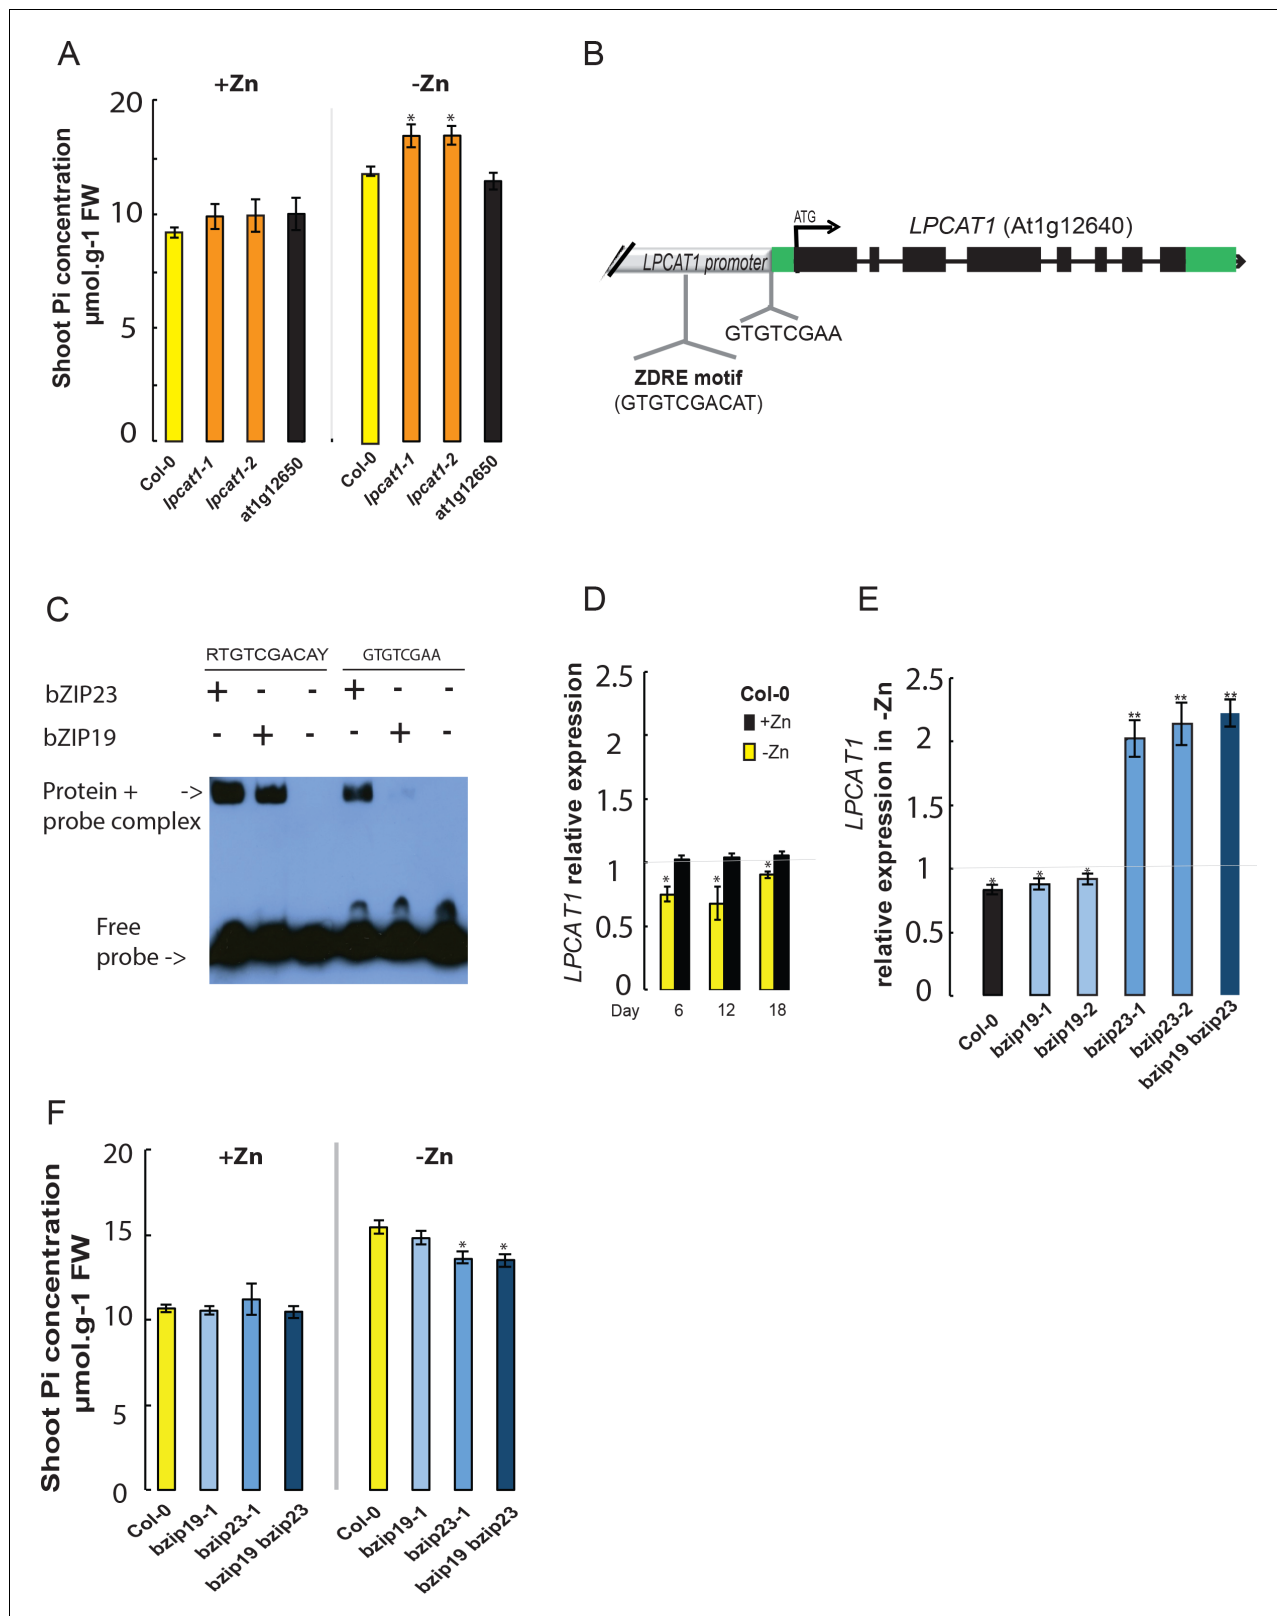 A
+Zn
-Zn
Shoot Pi concentration
µmol.g-1 FW
20
10
5
0
*
*
Col-0
lpcat1-1
lpcat1-2
at1g12650
Col-0
lpcat1-1
lpcat1-2
at1g12650
B
ATG
LPCAT1 (At1g12640)
LPCAT1 promoter
GTGTCGAA
ZDRE motif
(GTGTCGACAT)
C
RTGTCGACAY
GTGTCGAA
bZIP23
+ - - + - -
bZIP19
- + - - + -
Protein + ->
probe complex
Free
probe ->
D
LPCAT1 relative expression
2.5
2
1.5
1
0.5
0
Col-0
+Zn
-Zn
*
*
*
Day 6 12 18
E
LPCAT1
relative expression in -Zn
2.5
2
1.5
1
0.5
0
*
*
*
**
**
**
Col-0
bzip19-1
bzip19-2
bzip23-1
bzip23-2
bzip19 bzip23
F
+Zn
-Zn
Shoot Pi concentration
µmol.g-1 FW
20
15
10
5
0
*
*
Col-0
bzip19-1
bzip23-1
bzip19 bzip23
Col-0
bzip19-1
bzip23-1
bzip19 bzip23